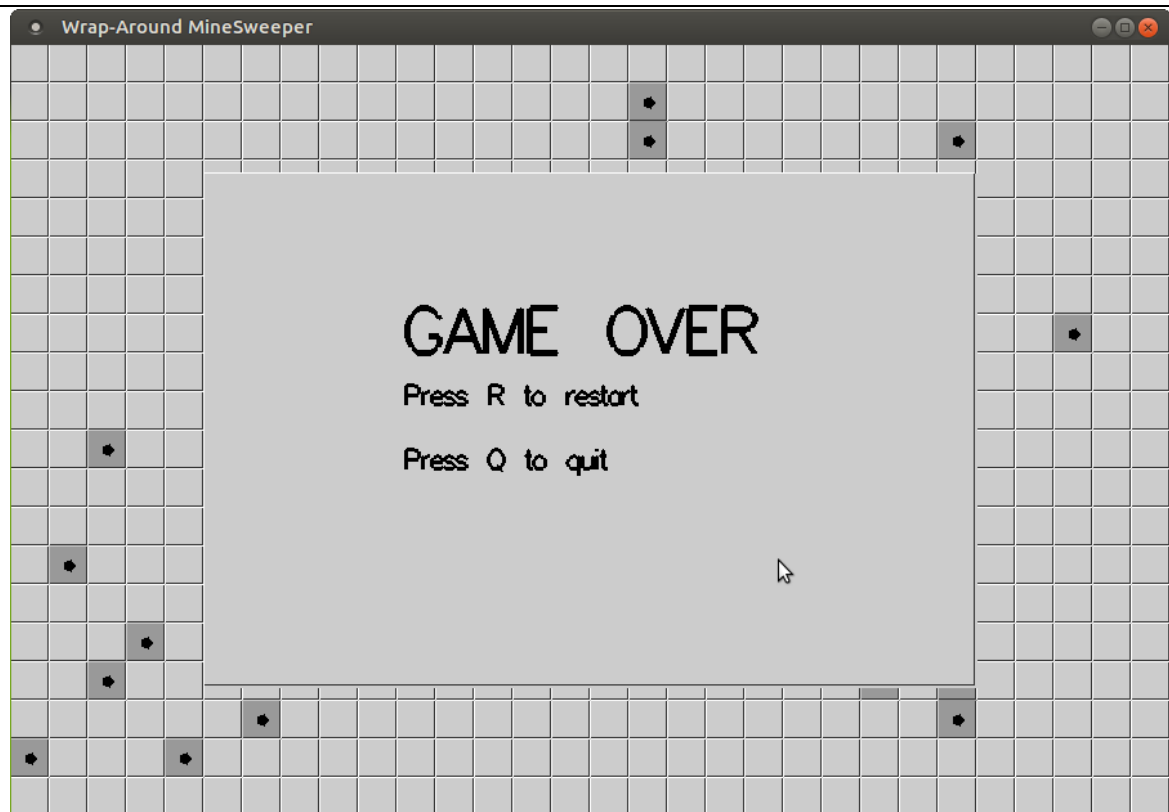 Wrap-Around MineSweeper
GAME OVER
Press R to restart
Press Q to quit